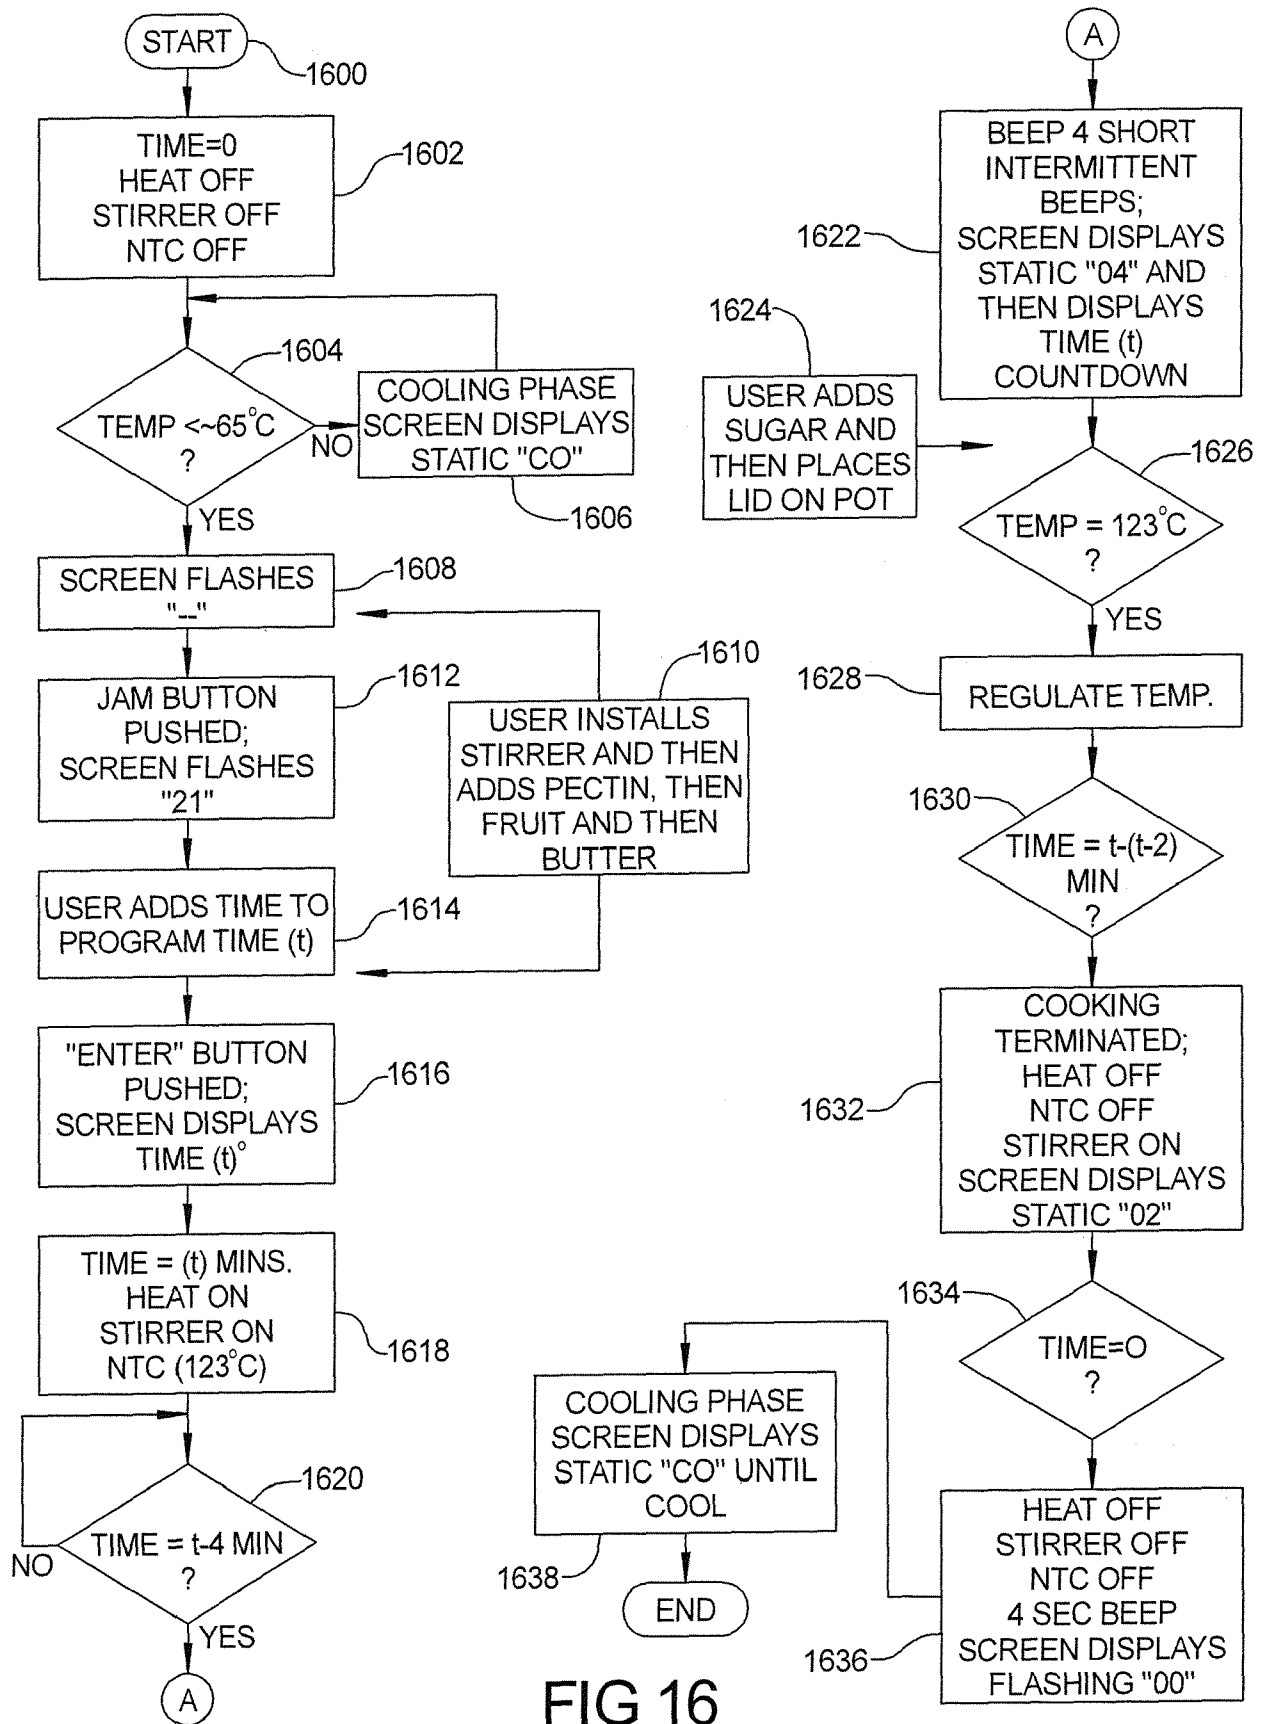 START
1600
TIME=0
HEAT OFF
STIRRER OFF
NTC OFF
1602
1604
TEMP <~65°C
?
NO
COOLING PHASE
SCREEN DISPLAYS
STATIC "CO"
1606
YES
SCREEN FLASHES
"--"
1608
JAM BUTTON
PUSHED;
SCREEN FLASHES
"21"
1612
1610
USER INSTALLS
STIRRER AND THEN
ADDS PECTIN, THEN
FRUIT AND THEN
BUTTER
USER ADDS TIME TO
PROGRAM TIME (t)
1614
"ENTER" BUTTON
PUSHED;
SCREEN DISPLAYS
TIME (t)°
1616
TIME = (t) MINS.
HEAT ON
STIRRER ON
NTC (123°C)
1618
1620
TIME = t-4 MIN
?
NO
YES
A
A
BEEP 4 SHORT
INTERMITTENT
BEEPS;
SCREEN DISPLAYS
STATIC "04" AND
THEN DISPLAYS
TIME (t)
COUNTDOWN
1622
1624
USER ADDS
SUGAR AND
THEN PLACES
LID ON POT
1626
TEMP = 123°C
?
YES
1628
REGULATE TEMP.
1630
TIME = t-(t-2)
MIN
?
COOKING
TERMINATED;
HEAT OFF
NTC OFF
STIRRER ON
SCREEN DISPLAYS
STATIC "02"
1632
1634
TIME=O
?
HEAT OFF
STIRRER OFF
NTC OFF
4 SEC BEEP
SCREEN DISPLAYS
FLASHING "00"
1636
COOLING PHASE
SCREEN DISPLAYS
STATIC "CO" UNTIL
COOL
1638
END
FIG 16